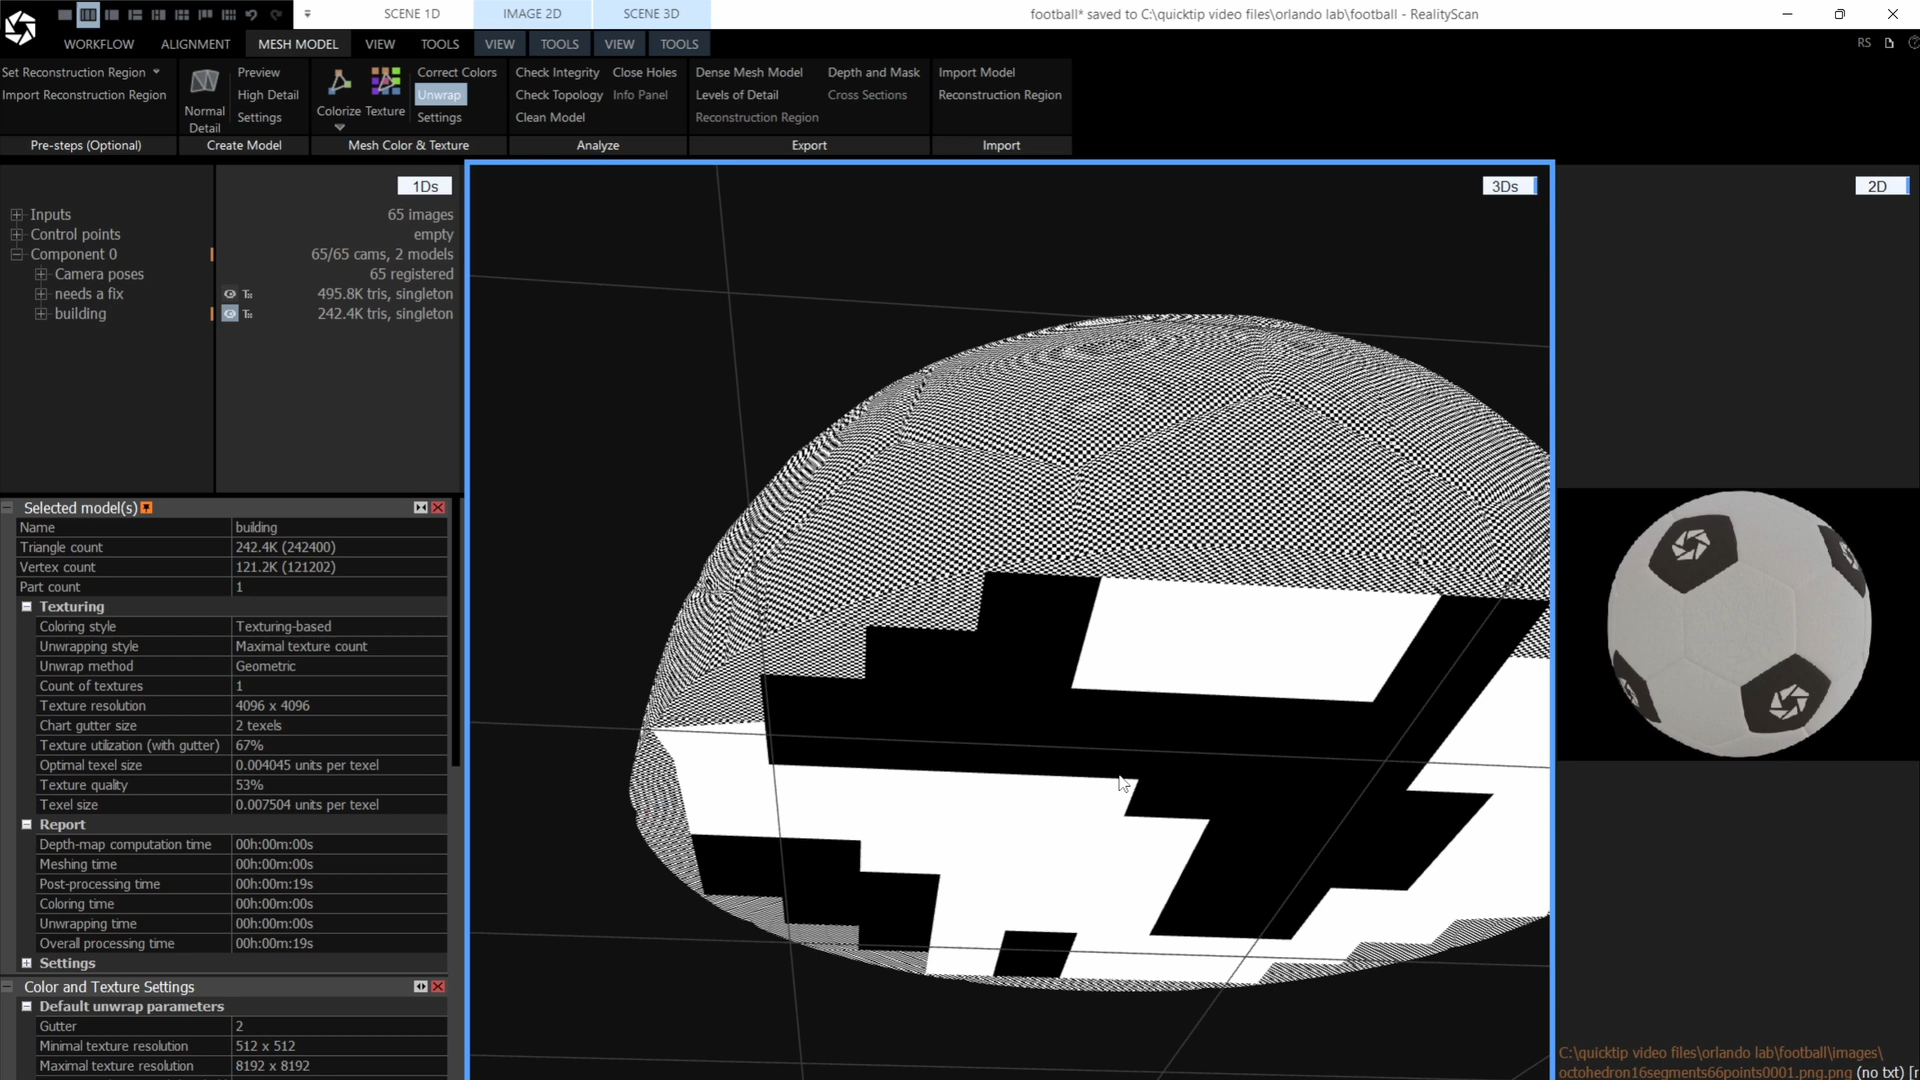 SCENE 1D
IMAGE 2D
SCENE 3D
football* saved to C:\quicktip video files\orlando lab\football - RealityScan
WORKFLOW
ALIGNMENT
MESH MODEL
VIEW
TOOLS
VIEW
TOOLS
VIEW
TOOLS
RS
Set Reconstruction Region
Import Reconstruction Region
Pre-steps (Optional)
Normal Detail
Preview
High Detail
Settings
Create Model
Colorize
Texture
Correct Colors
Unwrap
Settings
Mesh Color & Texture
Check Integrity
Close Holes
Check Topology
Info Panel
Clean Model
Analyze
Dense Mesh Model
Depth and Mask
Levels of Detail
Cross Sections
Reconstruction Region
Export
Import Model
Reconstruction Region
Import
1Ds
Inputs 65 images
Control points empty
Component 0 65/65 cams, 2 models
Camera poses 65 registered
needs a fix 495.8K tris, singleton
building 242.4K tris, singleton
Selected model(s)
Name building
Triangle count 242.4K (242400)
Vertex count 121.2K (121202)
Part count 1
Texturing
Coloring style Texturing-based
Unwrapping style Maximal texture count
Unwrap method Geometric
Count of textures 1
Texture resolution 4096 x 4096
Chart gutter size 2 texels
Texture utilization (with gutter) 67%
Optimal texel size 0.004045 units per texel
Texture quality 53%
Texel size 0.007504 units per texel
Report
Depth-map computation time 00h:00m:00s
Meshing time 00h:00m:00s
Post-processing time 00h:00m:19s
Coloring time 00h:00m:00s
Unwrapping time 00h:00m:00s
Overall processing time 00h:00m:19s
Settings
Color and Texture Settings
Default unwrap parameters
Gutter 2
Minimal texture resolution 512 x 512
Maximal texture resolution 8192 x 8192
3Ds
2D
C:\quicktip video files\orlando lab\football\images\
octohedron16segments66points0001.png.png (no txt) [r